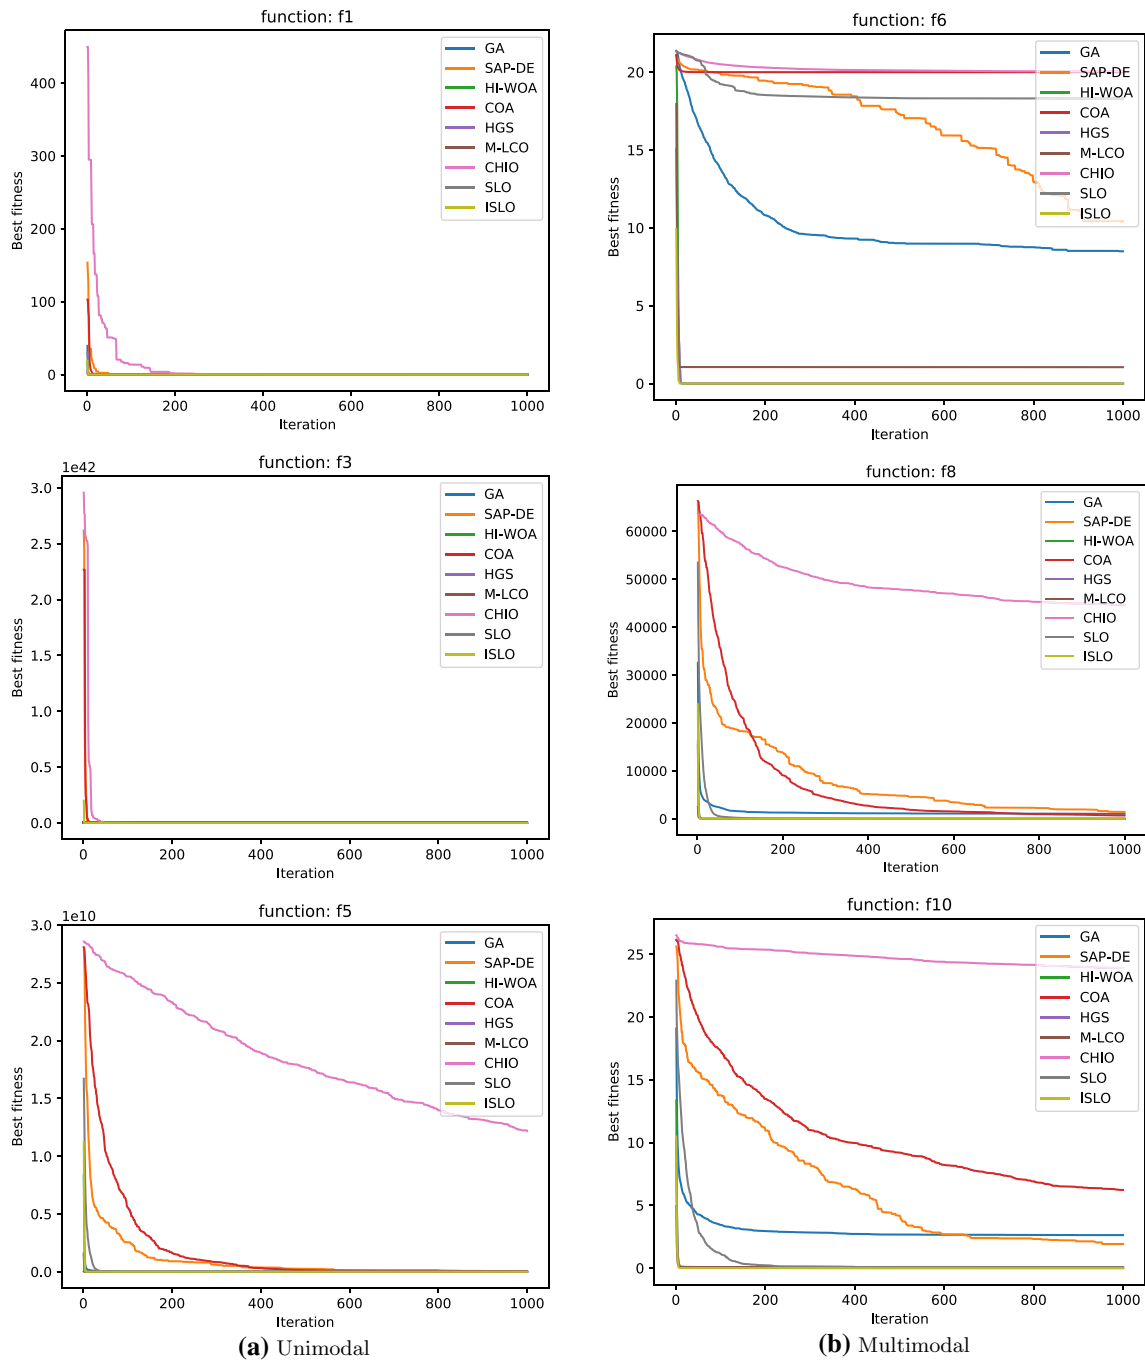 function: f1
400
300
200
100
0
Best fitness
GA
SAP-DE
HI-WOA
COA
HGS
M-LCO
CHIO
SLO
ISLO
0 200 400 600 800 1000
Iteration
function: f6
20
15
10
5
0
Best fitness
GA
SAP-DE
HI-WOA
COA
HGS
M-LCO
CHIO
SLO
ISLO
0 200 400 600 800 1000
Iteration
function: f3
1e42
3.0
2.5
2.0
1.5
1.0
0.5
0.0
Best fitness
GA
SAP-DE
HI-WOA
COA
HGS
M-LCO
CHIO
SLO
ISLO
0 200 400 600 800 1000
Iteration
function: f8
60000
50000
40000
30000
20000
10000
0
Best fitness
GA
SAP-DE
HI-WOA
COA
HGS
M-LCO
CHIO
SLO
ISLO
0 200 400 600 800 1000
Iteration
function: f5
1e10
3.0
2.5
2.0
1.5
1.0
0.5
0.0
Best fitness
GA
SAP-DE
HI-WOA
COA
HGS
M-LCO
CHIO
SLO
ISLO
0 200 400 600 800 1000
Iteration
(a) Unimodal
function: f10
25
20
15
10
5
0
Best fitness
GA
SAP-DE
HI-WOA
COA
HGS
M-LCO
CHIO
SLO
ISLO
0 200 400 600 800 1000
Iteration
(b) Multimodal